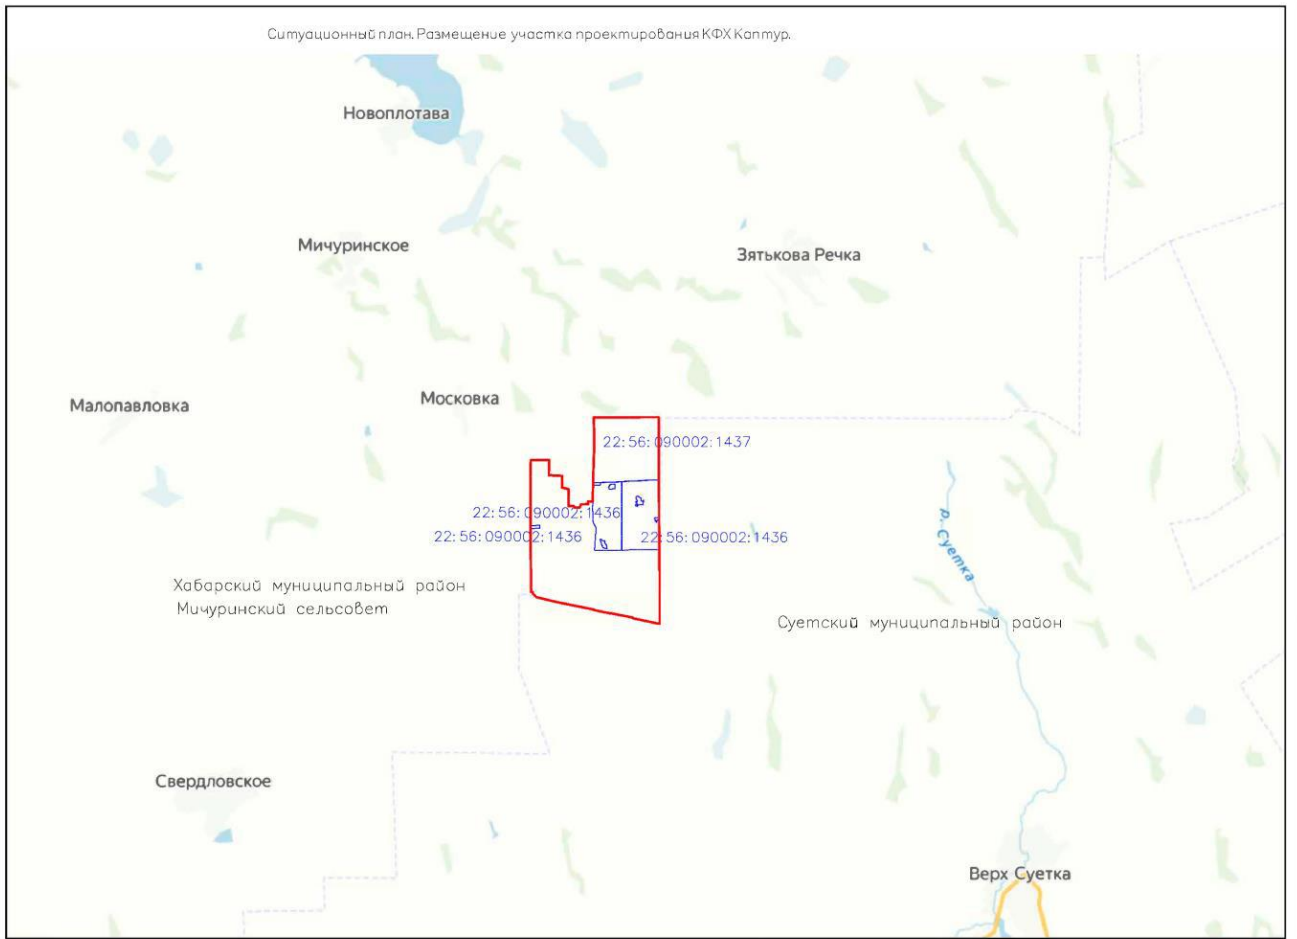 Ситуационный план. Размещение участка проектирования КФХ Каптур.
Новоплотава
Мичуринское
Зятькова Речка
Малопавловка
Московка
22:56:090002:1437
22:56:090002:1436
22:56:090002:1436
22:56:090002:1436
р. Суетка
Хабарский муниципальный район
Мичуринский сельсовет
Суетский муниципальный район
Свердловское
Верх Суетка